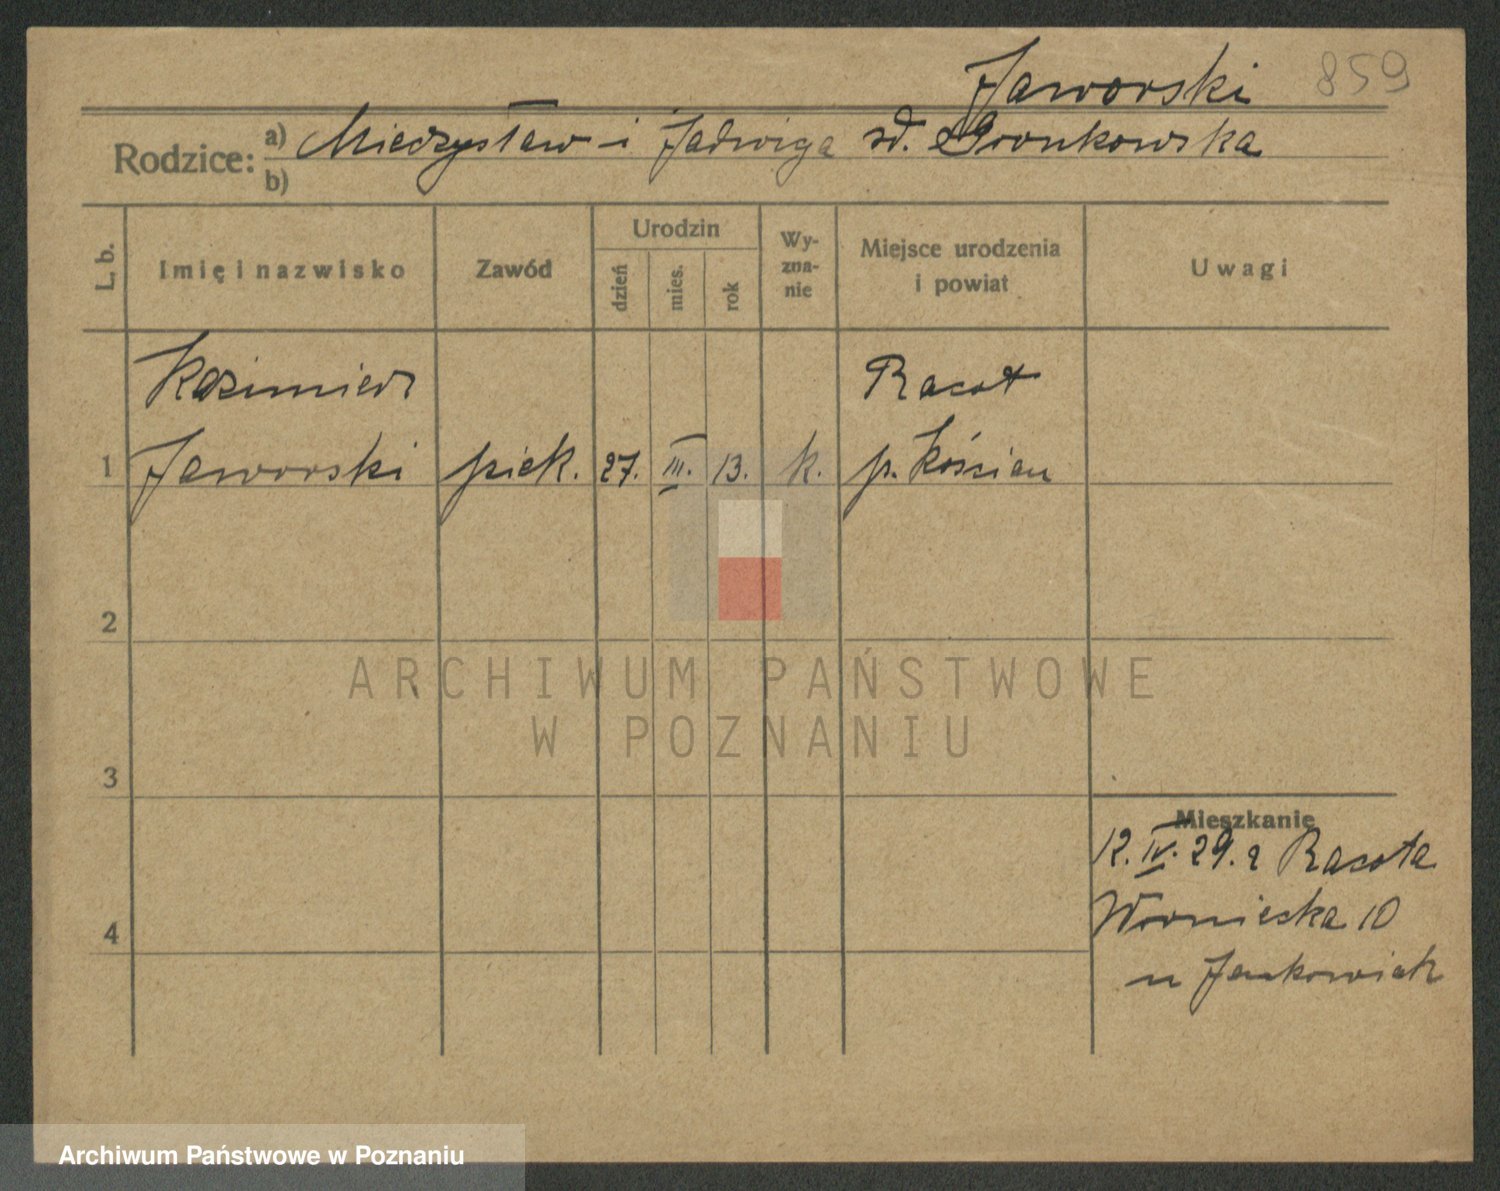 Jaworski 859
Rodzice: a) Mieczysław i Jadwiga zd. Gronkowska
b)
L. b.
Imię i nazwisko
Zawód
Urodzin
dzień
mies.
rok
Wy-
zna-
nie
Miejsce urodzenia
i powiat
Uwagi
Kazimierz
Racot
1 Jaworski piek. 27. III. 13. k. p. Kościan
2
ARCHIWUM PAŃSTWOWE
W POZNANIU
3
Mieszkanie
12. IV. 29. z Racota
Wroniecka 10
4
u Jankowiak
Archiwum Państwowe w Poznaniu